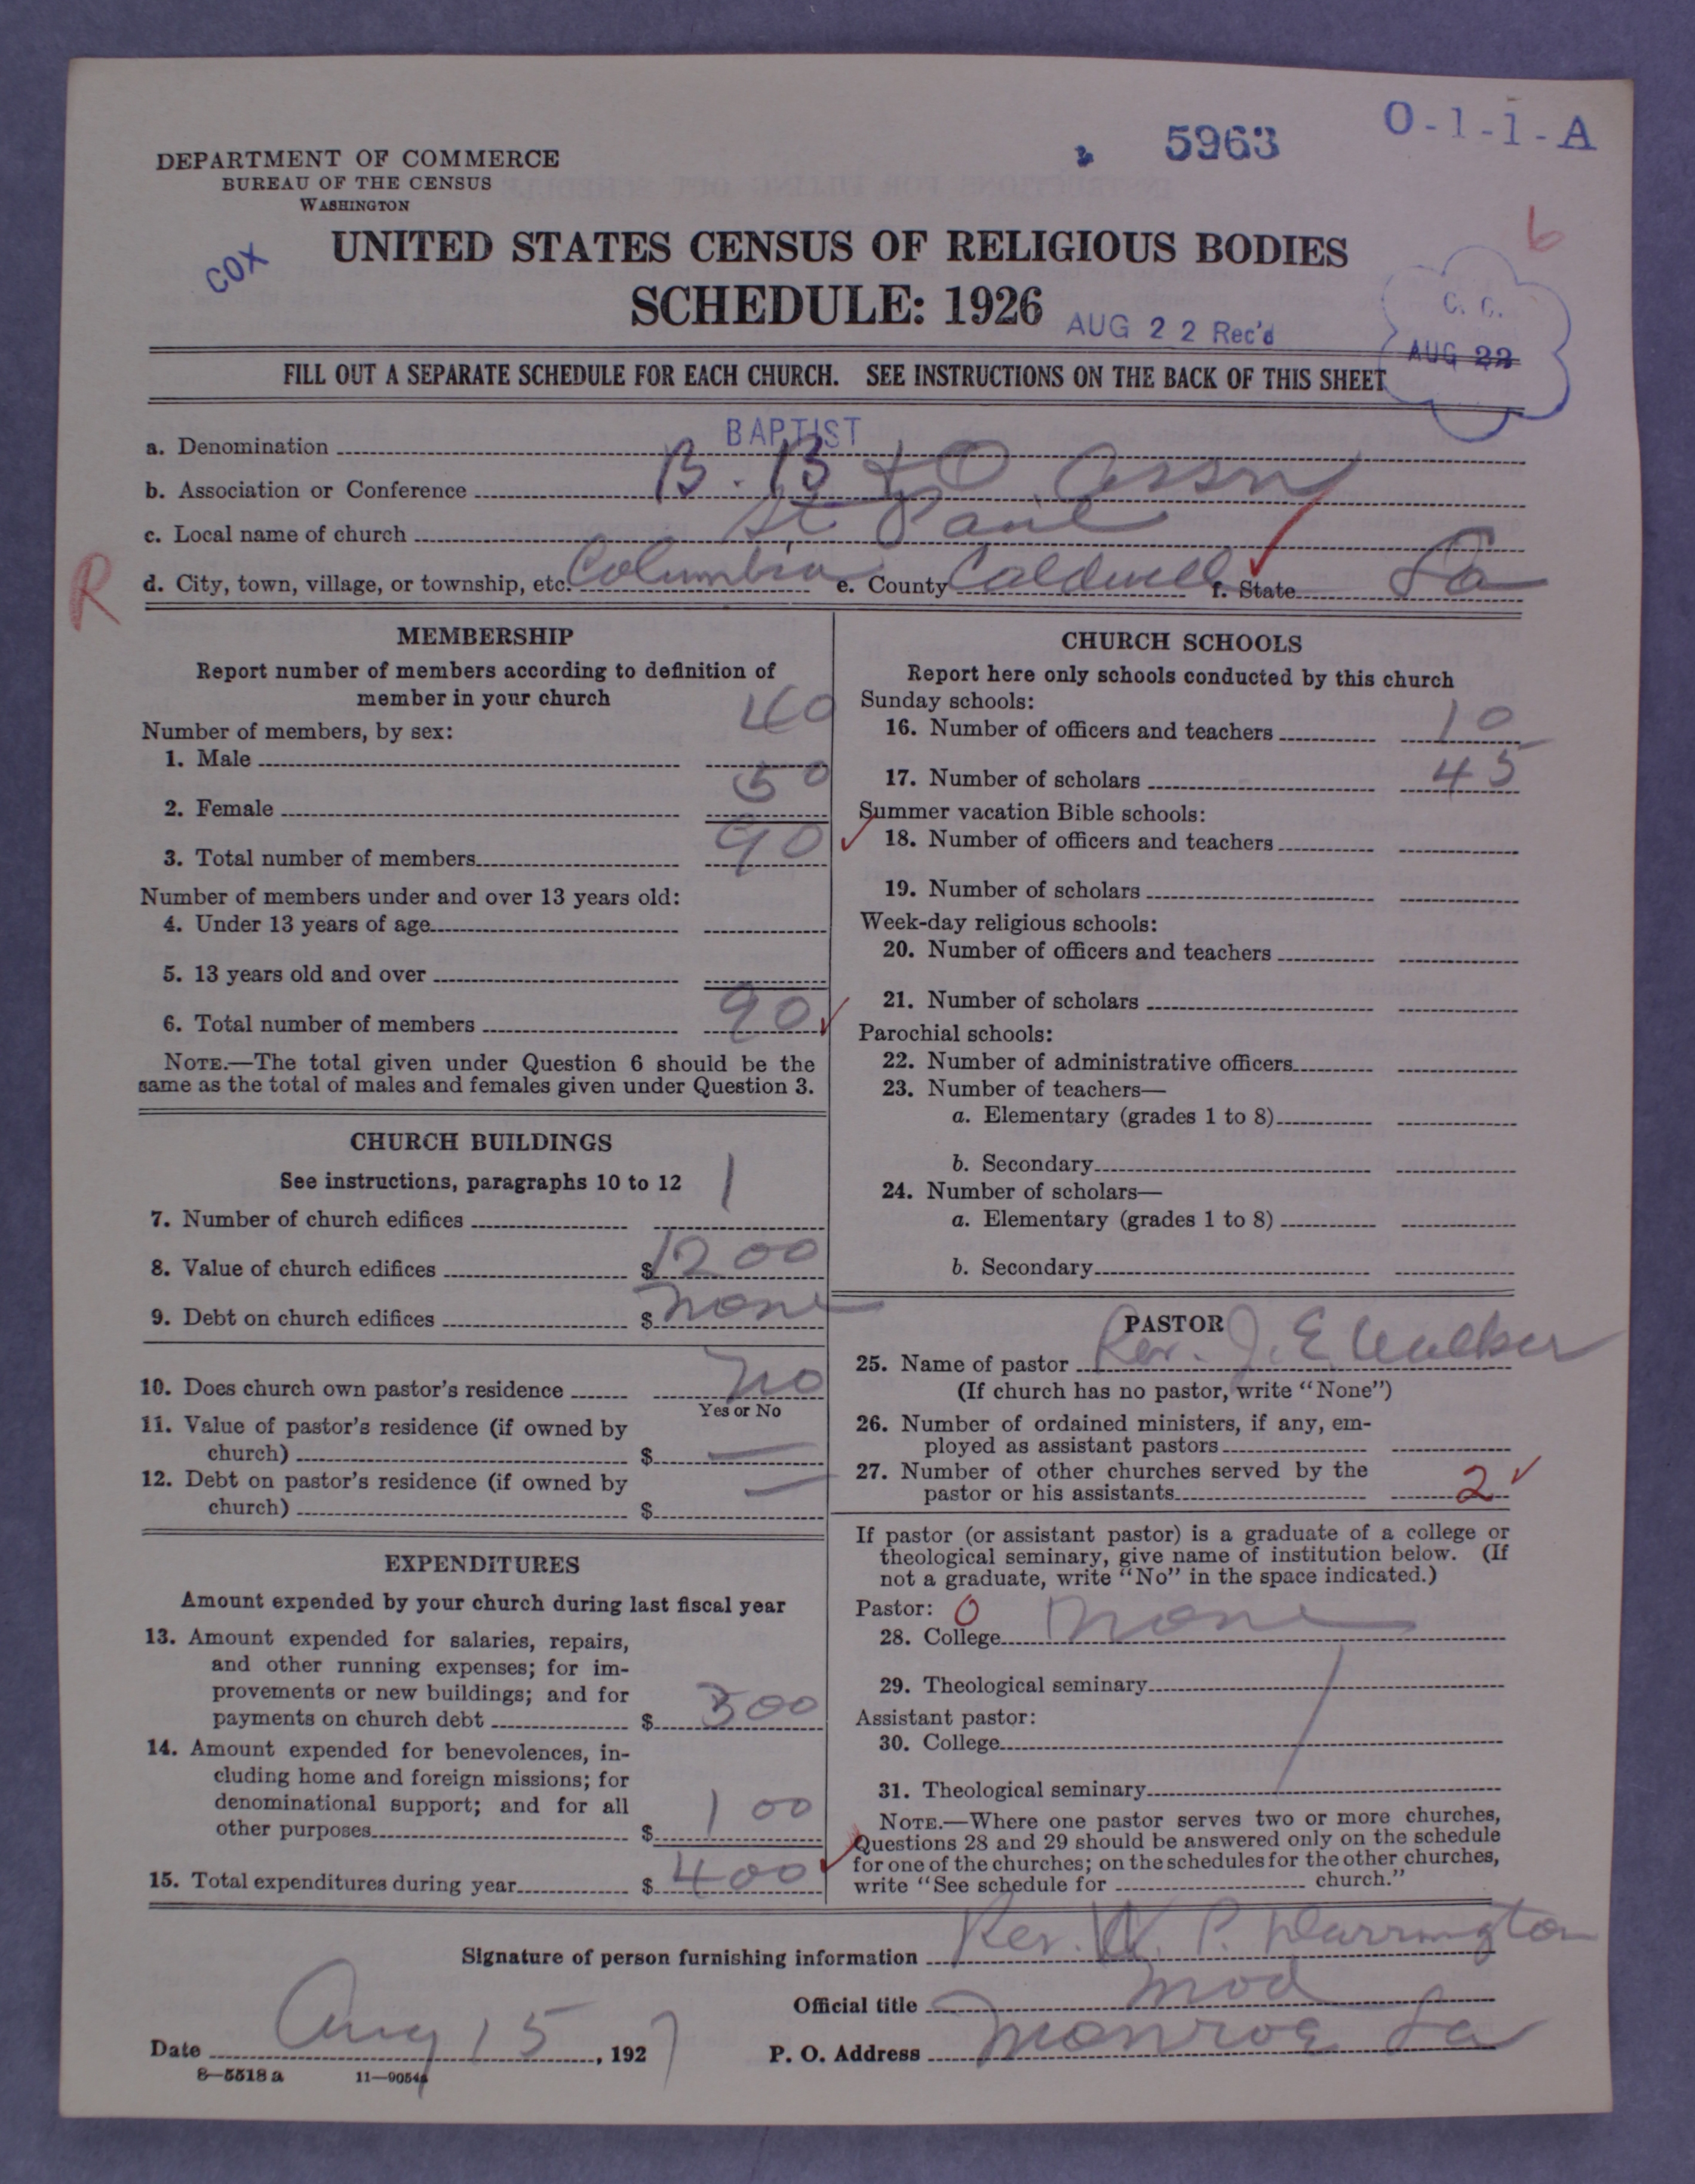 5963
O-1-1-A
DEPARTMENT OF COMMERCE
BUREAU OF THE CENSUS
WASHINGTON
COX
6
UNITED STATES CENSUS OF RELIGIOUS BODIES
SCHEDULE: 1926
AUG 22 Rec'd
C. C.
AUG 22
FILL OUT A SEPARATE SCHEDULE FOR EACH CHURCH. SEE INSTRUCTIONS ON THE BACK OF THIS SHEET
a. Denomination BAPTIST
b. Association or Conference B. B & O. Assn
c. Local name of church St Paul
R
d. City, town, village, or township, etc. Columbia e. County Caldwell f. State La
MEMBERSHIP
Report number of members according to definition of
member in your church
Number of members, by sex:
1. Male 40
2. Female 50
3. Total number of members 90
Number of members under and over 13 years old:
4. Under 13 years of age
5. 13 years old and over
6. Total number of members 90
NOTE.—The total given under Question 6 should be the
same as the total of males and females given under Question 3.
CHURCH BUILDINGS
See instructions, paragraphs 10 to 12
7. Number of church edifices 1
8. Value of church edifices $ 1200
9. Debt on church edifices $ none
10. Does church own pastor's residence no
Yes or No
11. Value of pastor's residence (if owned by
church) $ —
12. Debt on pastor's residence (if owned by
church) $ —
EXPENDITURES
Amount expended by your church during last fiscal year
13. Amount expended for salaries, repairs,
and other running expenses; for im-
provements or new buildings; and for
payments on church debt $ 300
14. Amount expended for benevolences, in-
cluding home and foreign missions; for
denominational support; and for all
other purposes $ 100
15. Total expenditures during year $ 400
CHURCH SCHOOLS
Report here only schools conducted by this church
Sunday schools:
16. Number of officers and teachers 10
17. Number of scholars 45
Summer vacation Bible schools:
18. Number of officers and teachers
19. Number of scholars
Week-day religious schools:
20. Number of officers and teachers
21. Number of scholars
Parochial schools:
22. Number of administrative officers
23. Number of teachers—
a. Elementary (grades 1 to 8)
b. Secondary
24. Number of scholars—
a. Elementary (grades 1 to 8)
b. Secondary
PASTOR
25. Name of pastor Rev. J. E. Walker
(If church has no pastor, write "None")
26. Number of ordained ministers, if any, em-
ployed as assistant pastors
27. Number of other churches served by the
pastor or his assistants 2
If pastor (or assistant pastor) is a graduate of a college or
theological seminary, give name of institution below. (If
not a graduate, write "No" in the space indicated.)
Pastor: 0
28. College none
29. Theological seminary
Assistant pastor:
30. College
31. Theological seminary
NOTE.—Where one pastor serves two or more churches,
Questions 28 and 29 should be answered only on the schedule
for one of the churches; on the schedules for the other churches,
write "See schedule for church."
Signature of person furnishing information Rev. W. P. Darrington
Official title Mod
Date Aug 15, 1927 P. O. Address Monroe La
8—5518 a 11—9054a